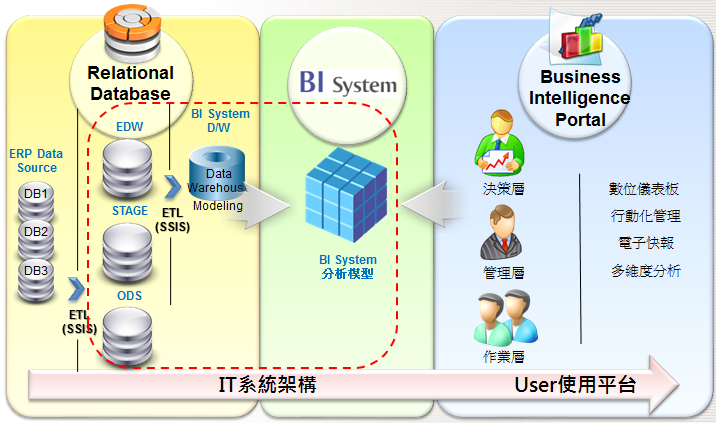 Relational
Database
BI System
Business
Intelligence
Portal
EDW
BI System
D/W
ERP Data
Source
DB1
DB2
DB3
ETL
(SSIS)
STAGE
ODS
ETL
(SSIS)
Data
Warehous
Modeling
BI System
分析模型
決策層
管理層
作業層
數位儀表板
行動化管理
電子快報
多維度分析
IT系統架構
User使用平台